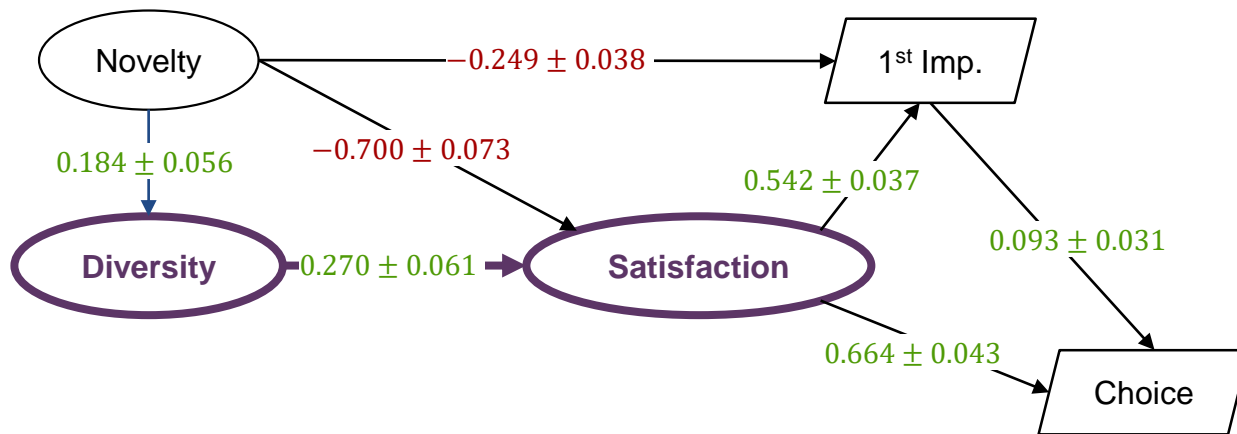 Novelty
−0.249 ± 0.038
1st Imp.
0.184 ± 0.056
−0.700 ± 0.073
0.542 ± 0.037
0.093 ± 0.031
Diversity
0.270 ± 0.061
Satisfaction
0.664 ± 0.043
Choice